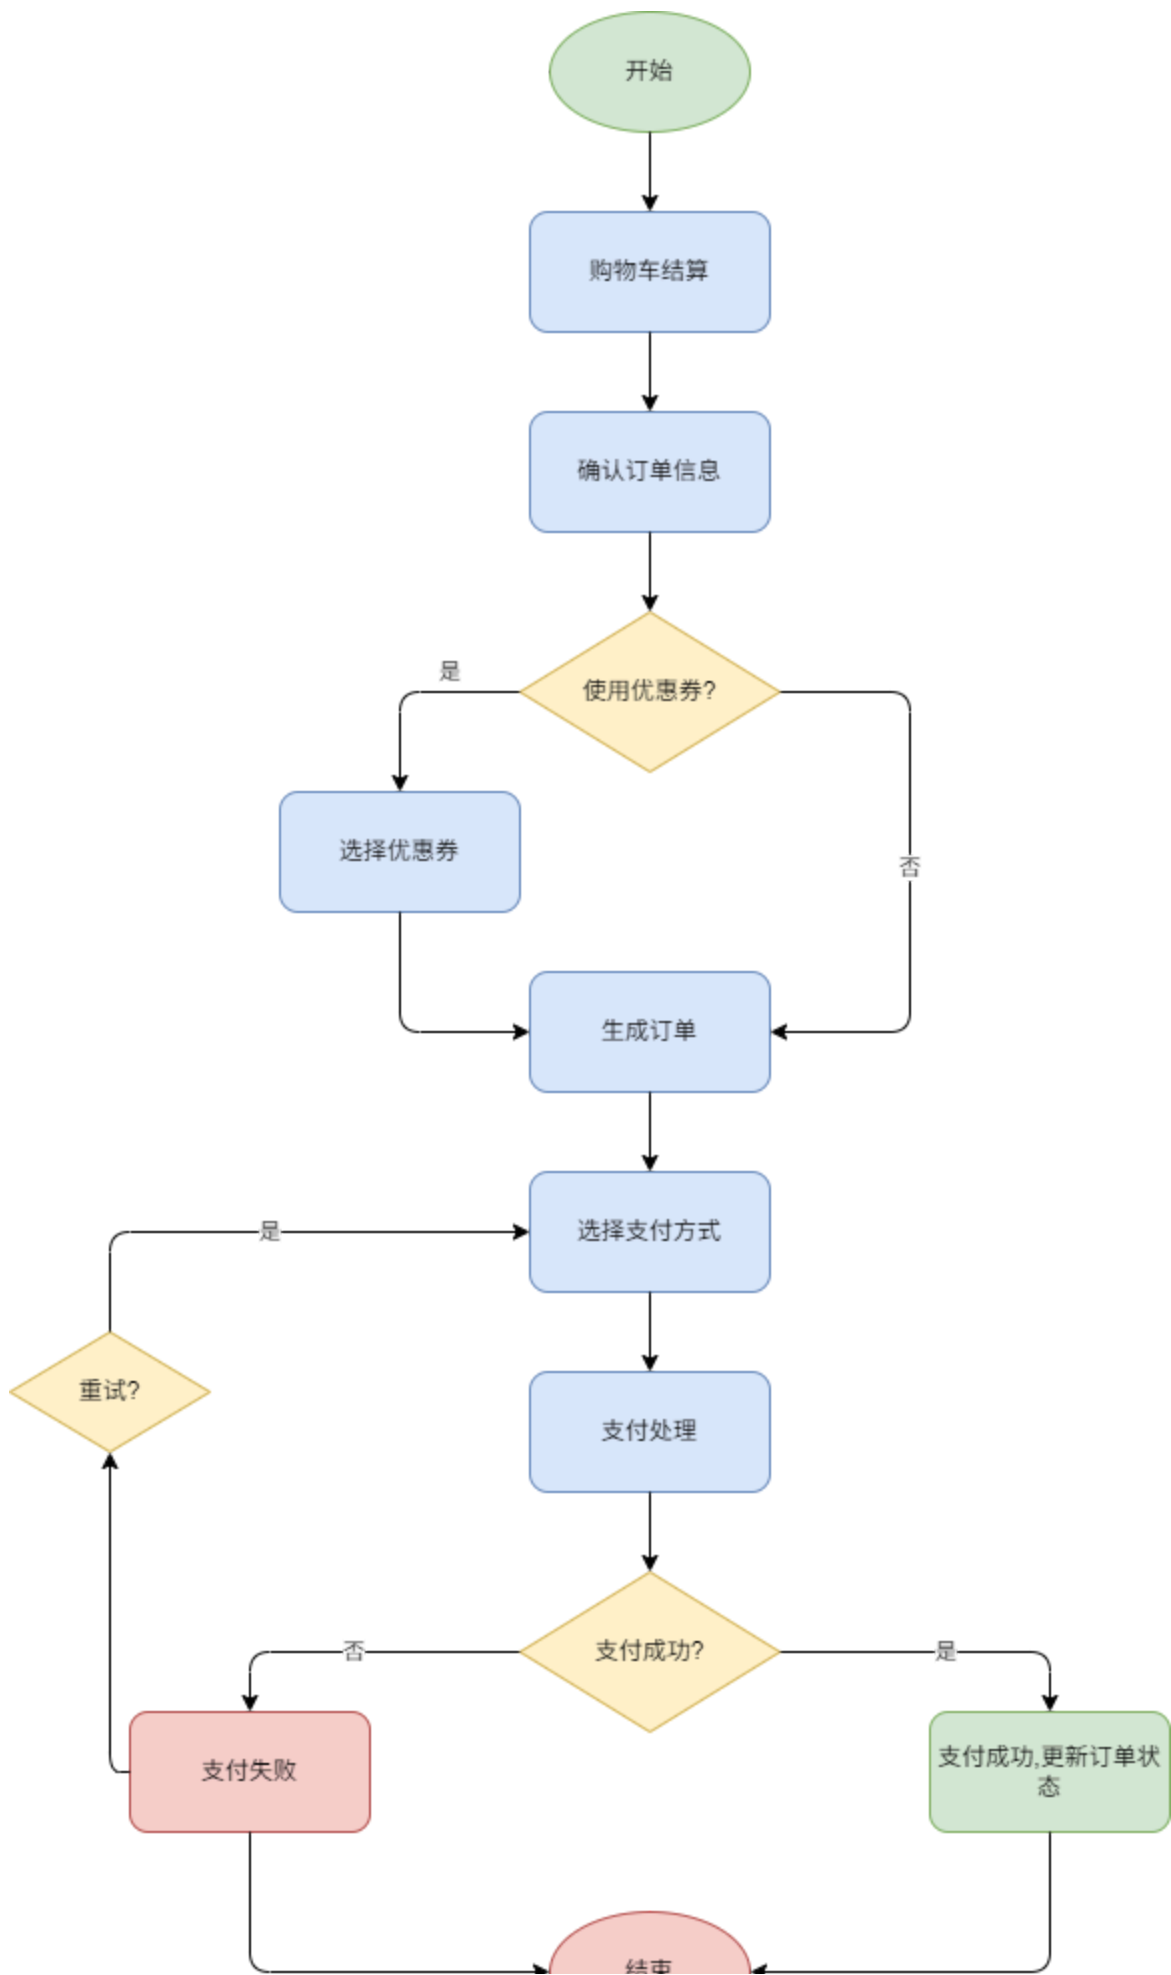 开始
购物车结算
确认订单信息
使用优惠券?
是
否
选择优惠券
生成订单
选择支付方式
是
重试?
支付处理
支付成功?
否
是
支付失败
支付成功,更新订单状
态
结束